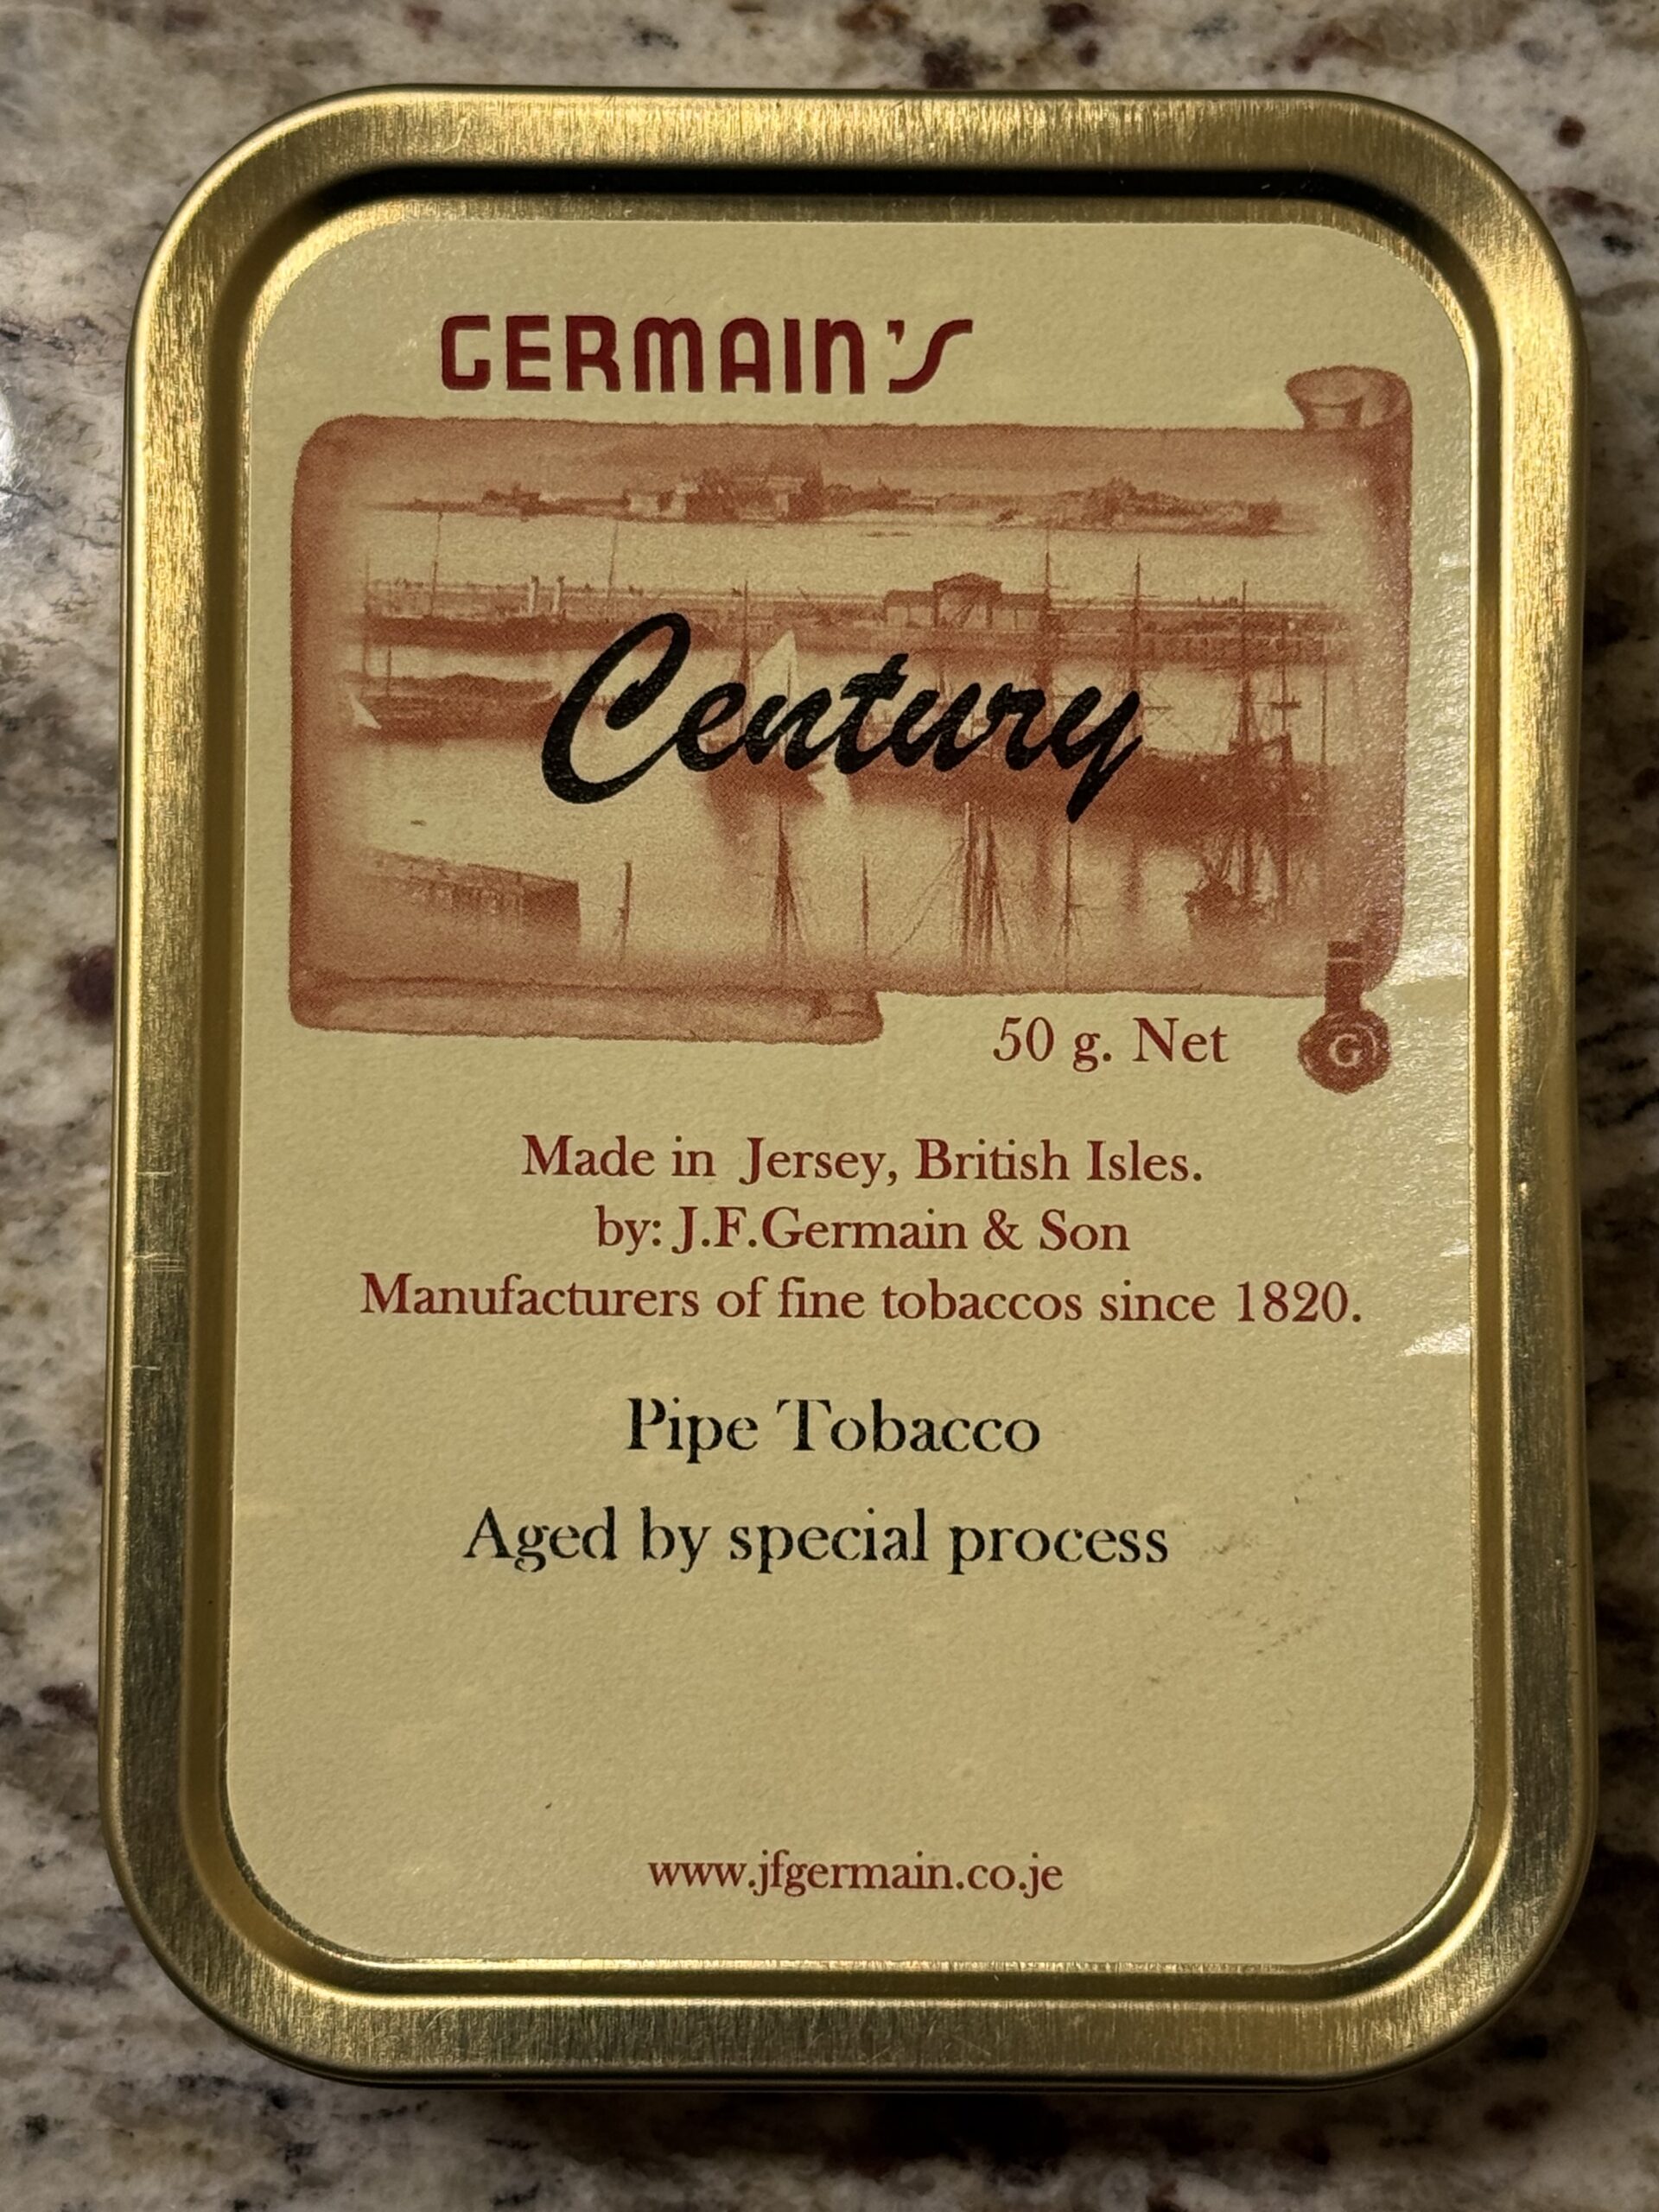 GERMAIN'S
Century
50 g. Net
G
Made in Jersey, British Isles.
by: J.F.Germain & Son
Manufacturers of fine tobaccos since 1820.
Pipe Tobacco
Aged by special process
www.jfgermain.co.je